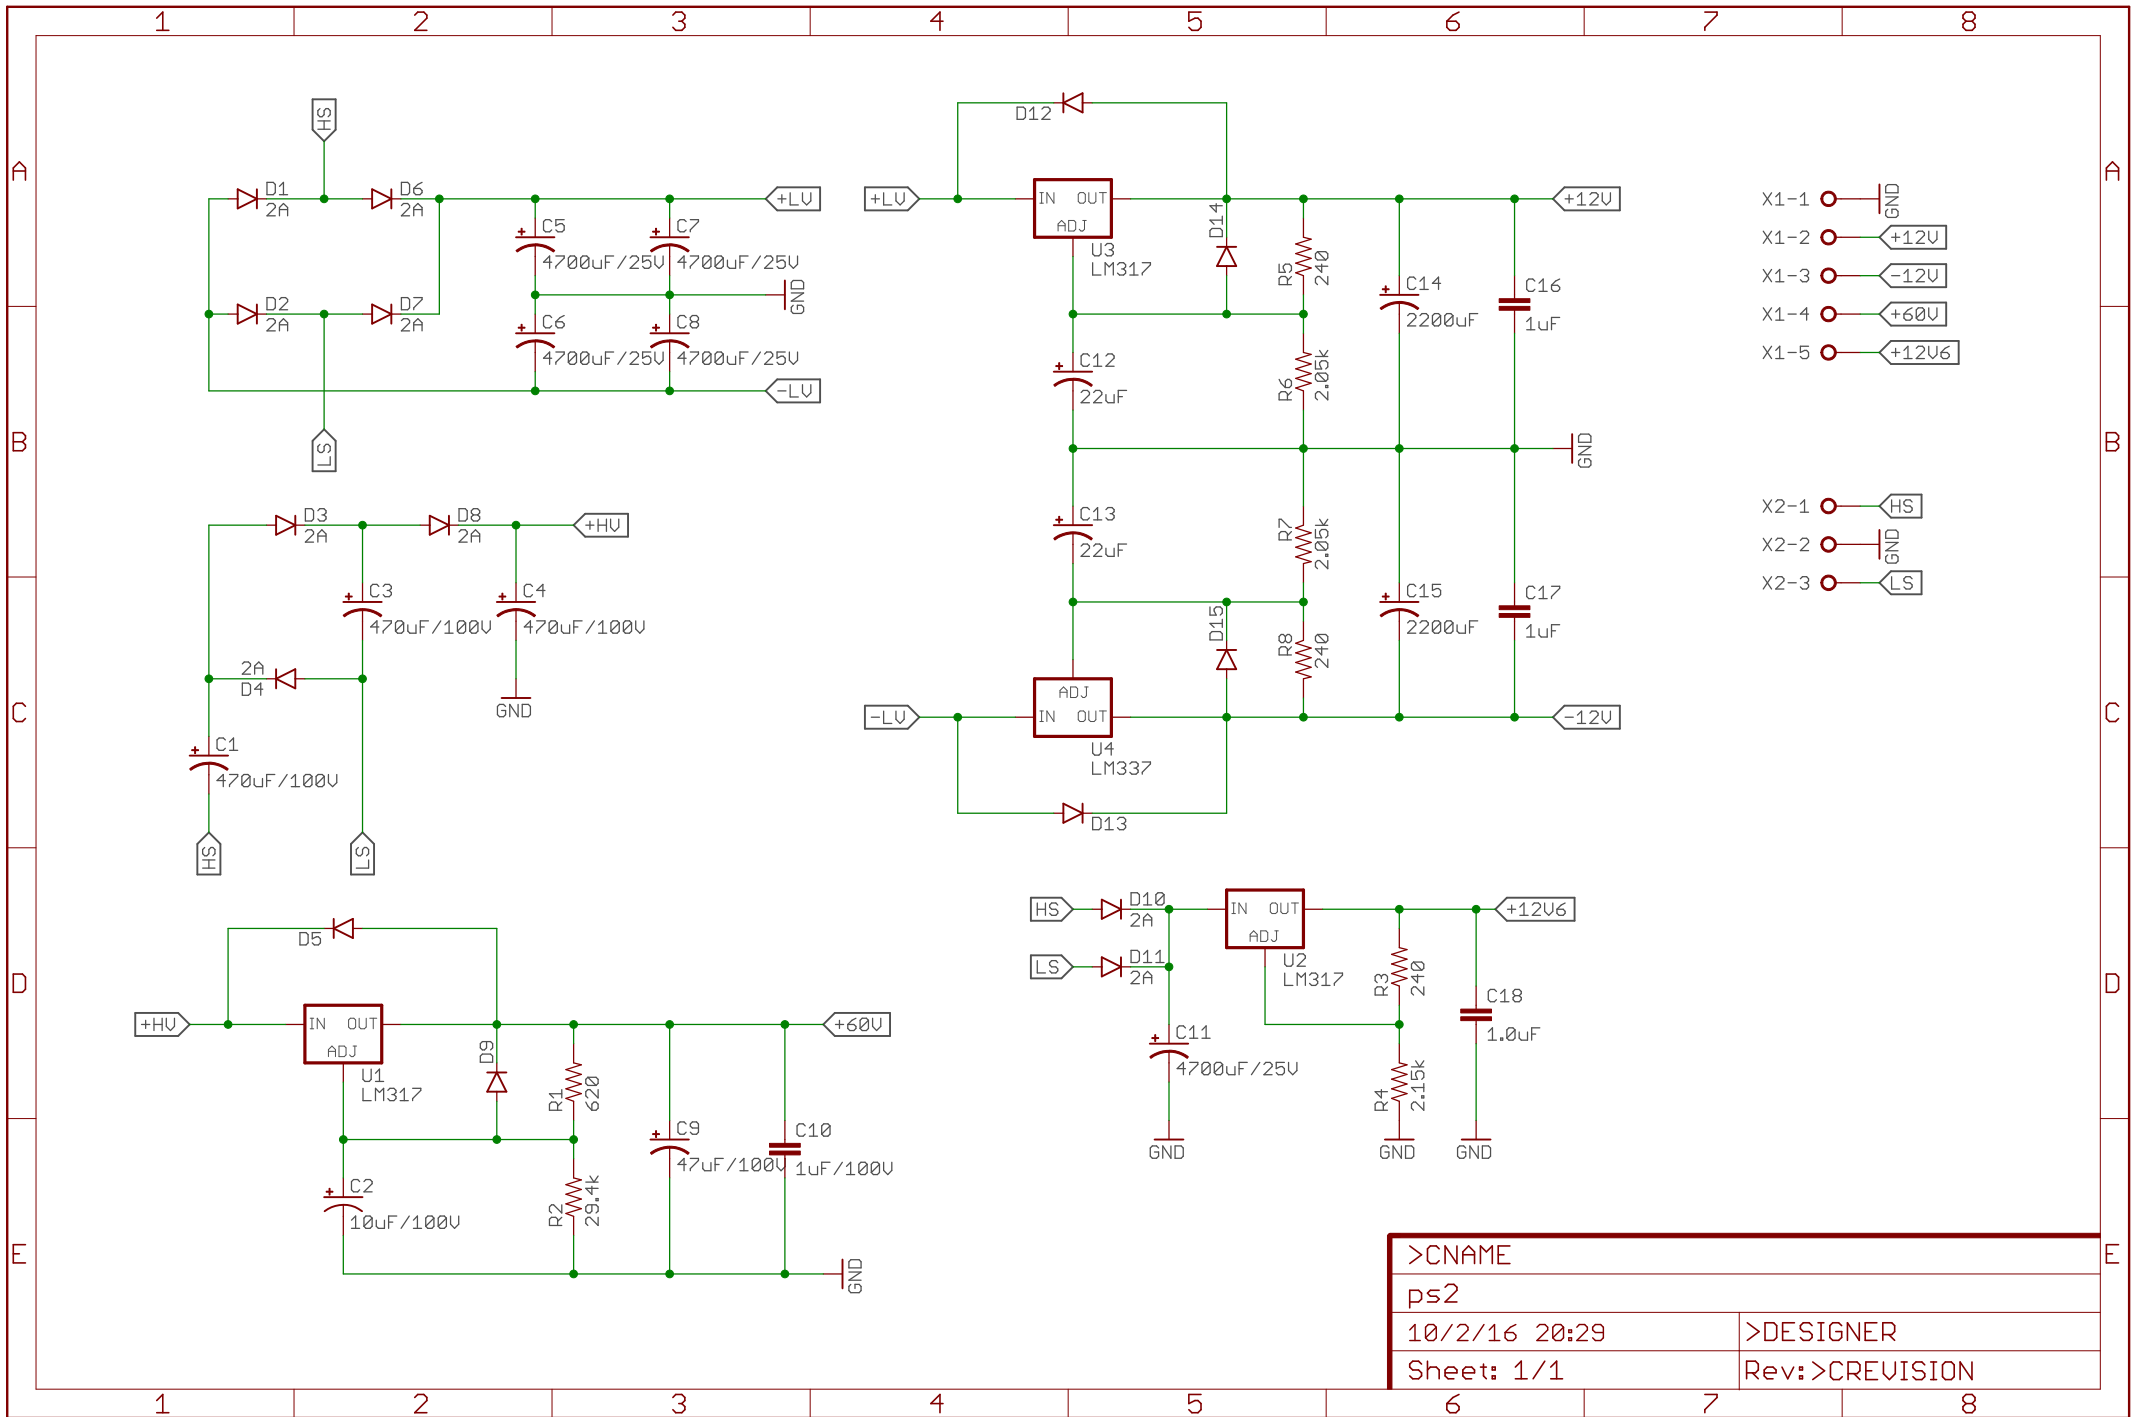 1 2 3 4 5 6 7 8
A A
B B
C C
D D
E E
HS
D1
2A
D6
2A
D2
2A
D7
2A
C5
4700uF/25V
C7
4700uF/25V
C6
4700uF/25V
C8
4700uF/25V
+LV
GND
-LV
LS
D3
2A
D8
2A
+HV
C3
470uF/100V
C4
470uF/100V
2A
D4
GND
C1
470uF/100V
HS
LS
D5
+HV
IN OUT
ADJ
U1
LM317
D9
R1
620
+60V
C9
47uF/100V
C10
1uF/100V
C2
10uF/100V
R2
29.4k
GND
D12
+LV
IN OUT
ADJ
U3
LM317
D14
R5
240
+12V
C14
2200uF
C16
1uF
C12
22uF
R6
2.05k
GND
C13
22uF
R7
2.05k
D15
R8
240
C15
2200uF
C17
1uF
-LV
ADJ
IN OUT
U4
LM337
-12V
D13
HS
D10
2A
LS
D11
2A
IN OUT
ADJ
U2
LM317
+12V6
R3
240
C18
1.0uF
C11
4700uF/25V
R4
2.15k
GND
GND
GND
X1-1 GND
X1-2 +12V
X1-3 -12V
X1-4 +60V
X1-5 +12V6
X2-1 HS
X2-2 GND
X2-3 LS
>CNAME
ps2
10/2/16 20:29 >DESIGNER
Sheet: 1/1 Rev:>CREVISION
1 2 3 4 5 6 7 8